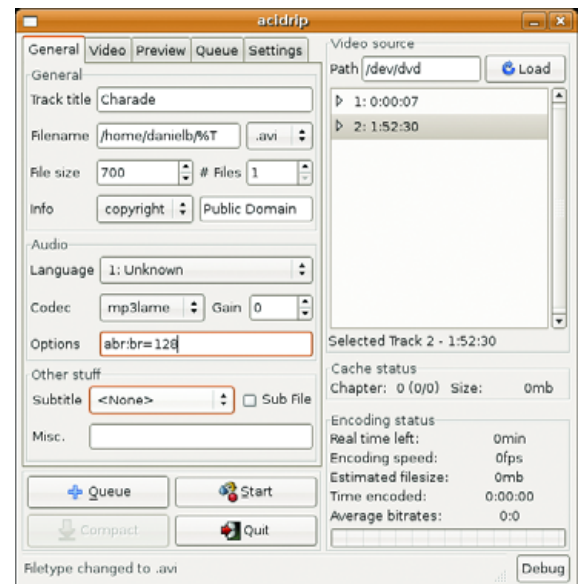 acidrip
General Video Preview Queue Settings
General
Track title Charade
Filename /home/danielb/%T .avi
File size 700 # Files 1
Info copyright Public Domain
Audio
Language 1: Unknown
Codec mp3lame Gain 0
Options abr:br=128
Other stuff
Subtitle <None> Sub File
Misc.
Queue Start
Compact Quit
Filetype changed to .avi
Video source
Path /dev/dvd Load
1: 0:00:07
2: 1:52:30
Selected Track 2 - 1:52:30
Cache status
Chapter: 0 (0/0) Size: 0mb
Encoding status
Real time left: 0min
Encoding speed: 0fps
Estimated filesize: 0mb
Time encoded: 0:00:00
Average bitrates: 0:0
Debug